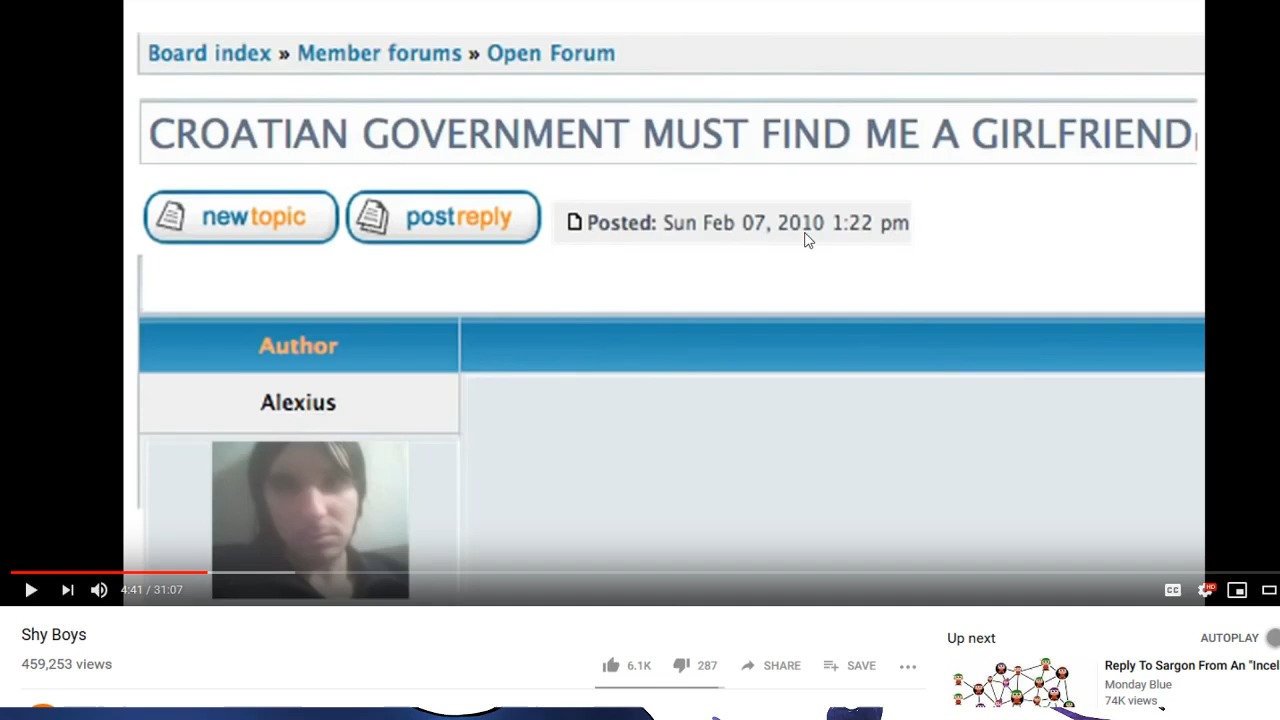 Board index » Member forums » Open Forum
CROATIAN GOVERNMENT MUST FIND ME A GIRLFRIEND
newtopic
postreply
Posted: Sun Feb 07, 2010 1:22 pm
Author
Alexius
4:41 / 31:07
CC
HD
Shy Boys
459,253 views
6.1K
287
SHARE
SAVE
Up next
AUTOPLAY
Reply To Sargon From An "Incel
Monday Blue
74K views